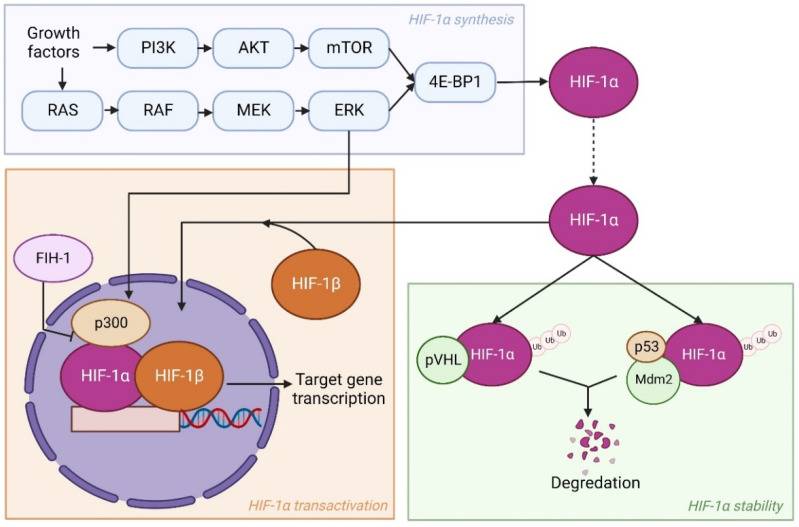 HIF-1α synthesis
Growth
factors
PI3K
AKT
mTOR
4E-BP1
HIF-1α
RAS
RAF
MEK
ERK
HIF-1α
FIH-1
HIF-1β
p300
HIF-1α
HIF-1β
Target gene
transcription
HIF-1α transactivation
pVHL
HIF-1α
Ub
Ub
Ub
p53
Mdm2
HIF-1α
Ub
Ub
Ub
Degredation
HIF-1α stability